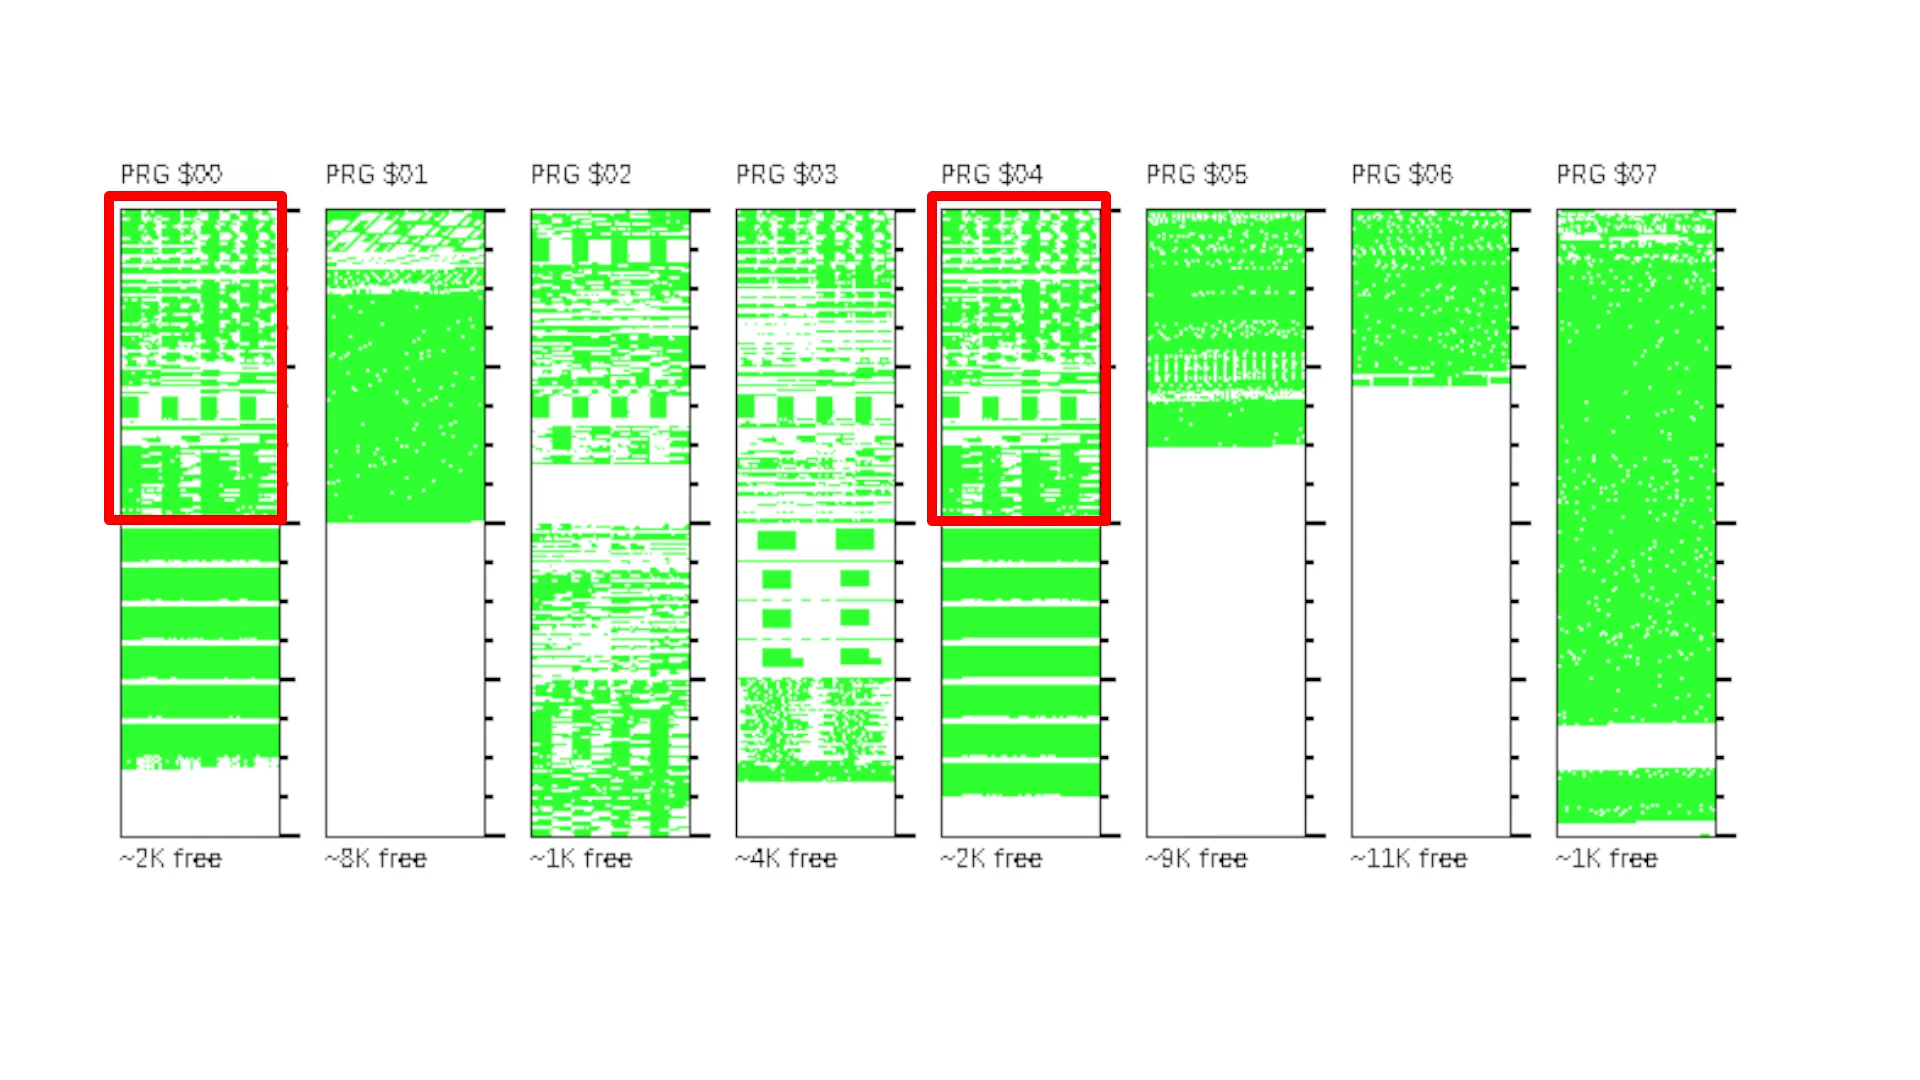 PRG $00
PRG $01
PRG $02
PRG $03
PRG $04
PRG $05
PRG $06
PRG $07
~2K free
~8K free
~1K free
~4K free
~2K free
~9K free
~11K free
~1K free